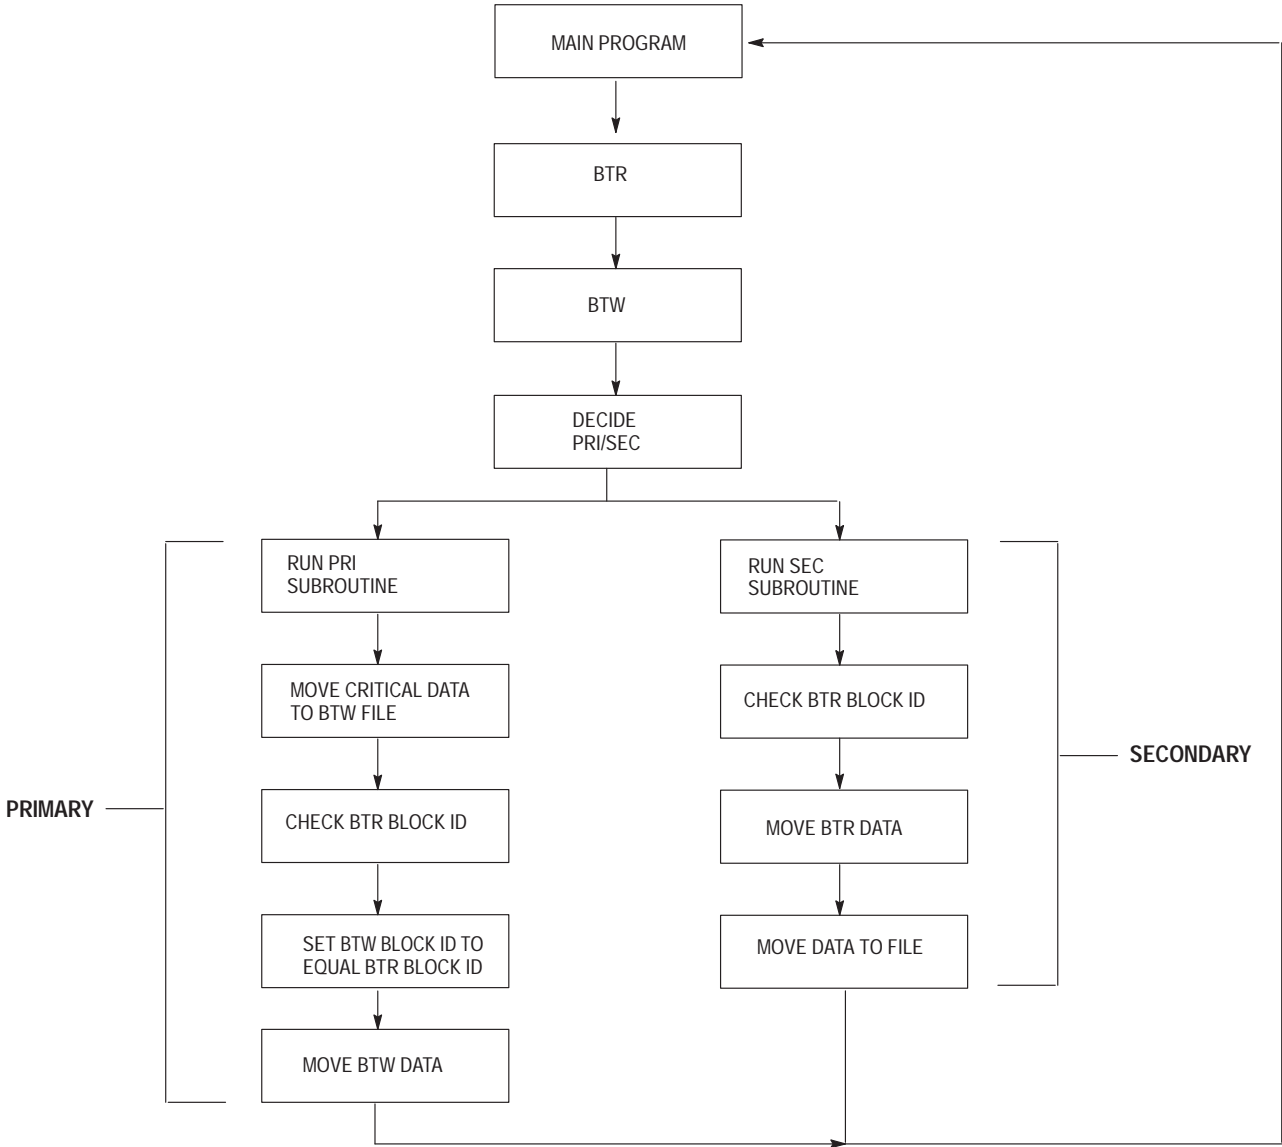 MAIN PROGRAM
BTR
BTW
DECIDE
PRI/SEC
PRIMARY
RUN PRI
SUBROUTINE
MOVE CRITICAL DATA
TO BTW FILE
CHECK BTR BLOCK ID
SET BTW BLOCK ID TO
EQUAL BTR BLOCK ID
MOVE BTW DATA
RUN SEC
SUBROUTINE
CHECK BTR BLOCK ID
MOVE BTR DATA
MOVE DATA TO FILE
SECONDARY